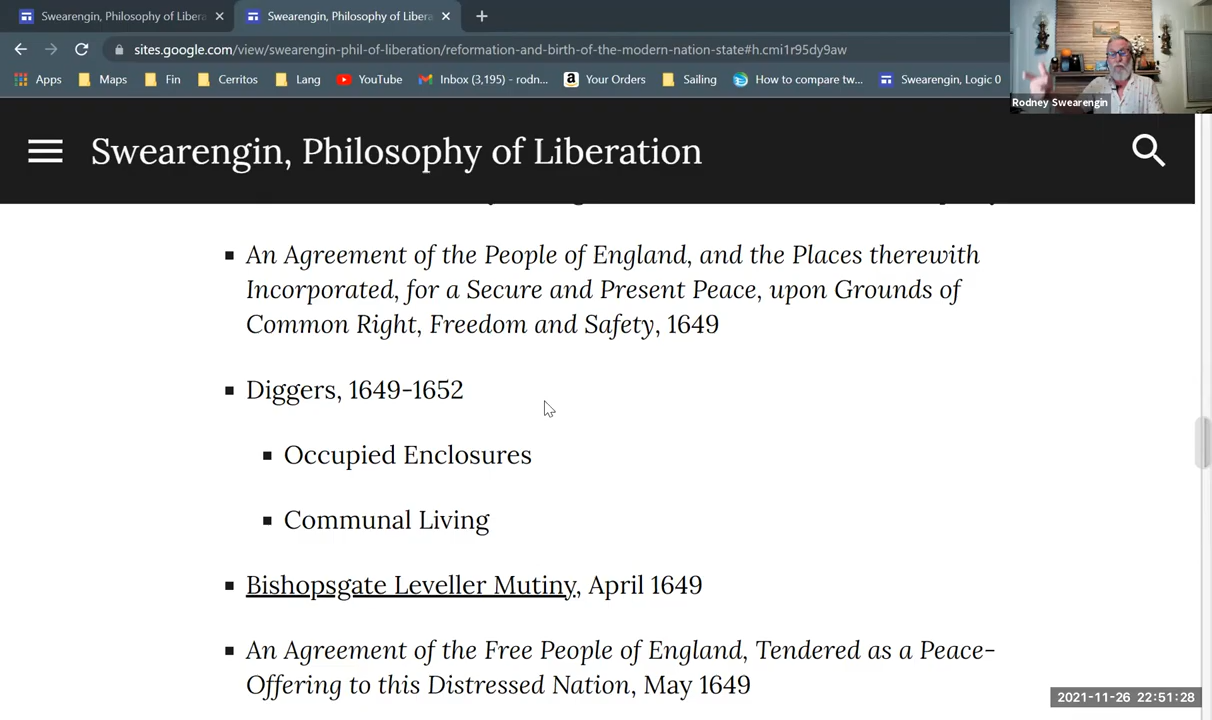 Swearengin, Philosophy of Libera
Swearengin, Philosophy of Libera
sites.google.com/view/swearengin-phil-of-liberation/reformation-and-birth-of-the-modern-nation-state#h.cmi1r95dy9aw
Apps Maps Fin Cerritos Lang YouTube Inbox (3,195) - rodn... Your Orders Sailing How to compare tw... Swearengin, Logic 0
Rodney Swearengin
Swearengin, Philosophy of Liberation
An Agreement of the People of England, and the Places therewith
Incorporated, for a Secure and Present Peace, upon Grounds of
Common Right, Freedom and Safety, 1649
Diggers, 1649-1652
Occupied Enclosures
Communal Living
Bishopsgate Leveller Mutiny, April 1649
An Agreement of the Free People of England, Tendered as a Peace-
Offering to this Distressed Nation, May 1649
2021-11-26 22:51:28